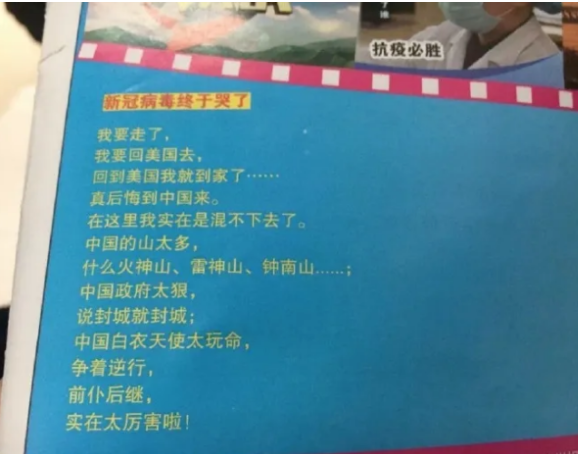 抗疫必胜
新冠病毒终于哭了
我要走了，
我要回美国去，
回到美国我就到家了……
真后悔到中国来。
在这里我实在是混不下去了。
中国的山太多，
什么火神山、雷神山、钟南山......；
中国政府太狠，
说封城就封城；
中国白衣天使太玩命，
争着逆行，
前仆后继，
实在太厉害啦！